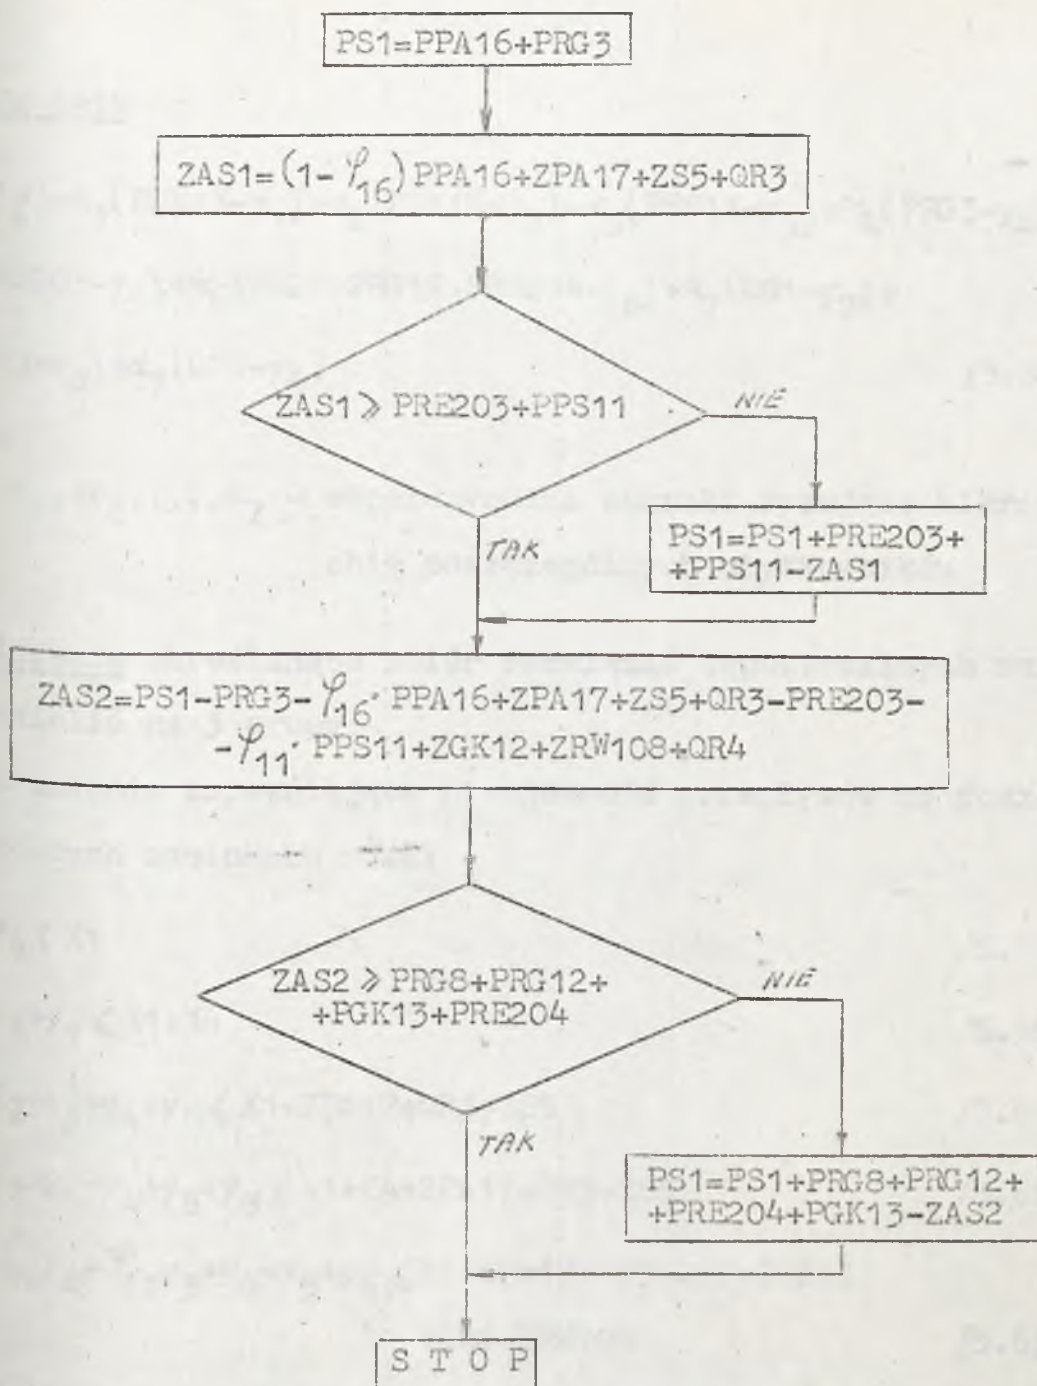 PS1=PPA16+PRG3
ZAS1=(1-φ₁₆)PPA16+ZPA17+ZS5+QR3
ZAS1⩾PRE203+PPS11
NIE
TAK
PS1=PS1+PRE203+
+PPS11-ZAS1
ZAS2=PS1-PRG3-φ₁₆·PPA16+ZPA17+ZS5+QR3-PRE203-
-φ₁₁·PPS11+ZGK12+ZRW108+QR4
ZAS2⩾PRG8+PRG12+
+PGK13+PRE204
NIE
TAK
PS1=PS1+PRG8+PRG12+
+PRE204+PGK13-ZAS2
S T O P